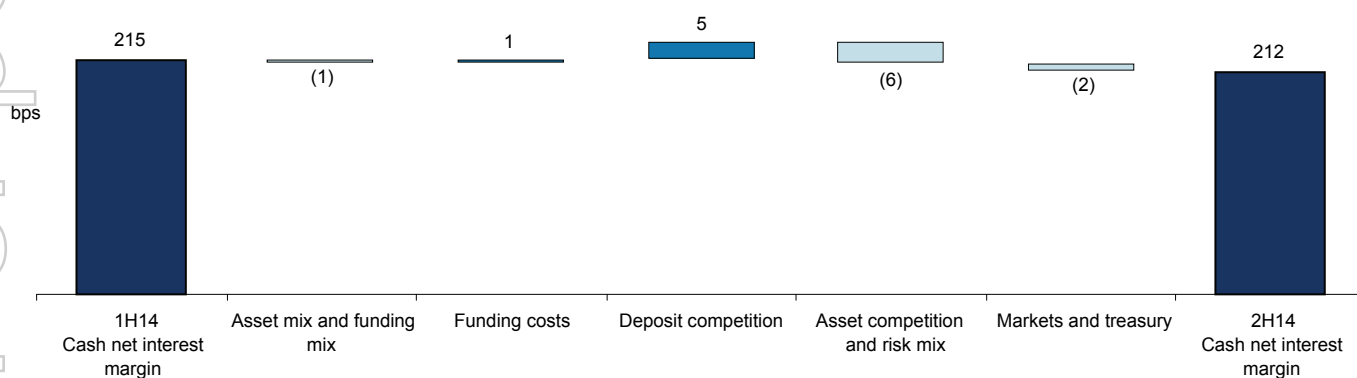 215
(1)
1
5
(6)
(2)
212
bps
1H14
Cash net interest
margin
Asset mix and funding
mix
Funding costs
Deposit competition
Asset competition
and risk mix
Markets and treasury
2H14
Cash net interest
margin